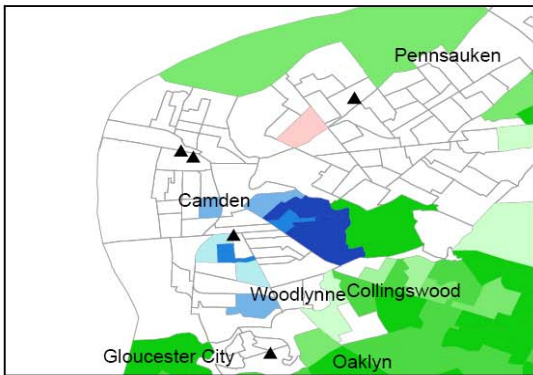 Pennsauken
Camden
Woodlynne
Collingswood
Gloucester City
Oaklyn